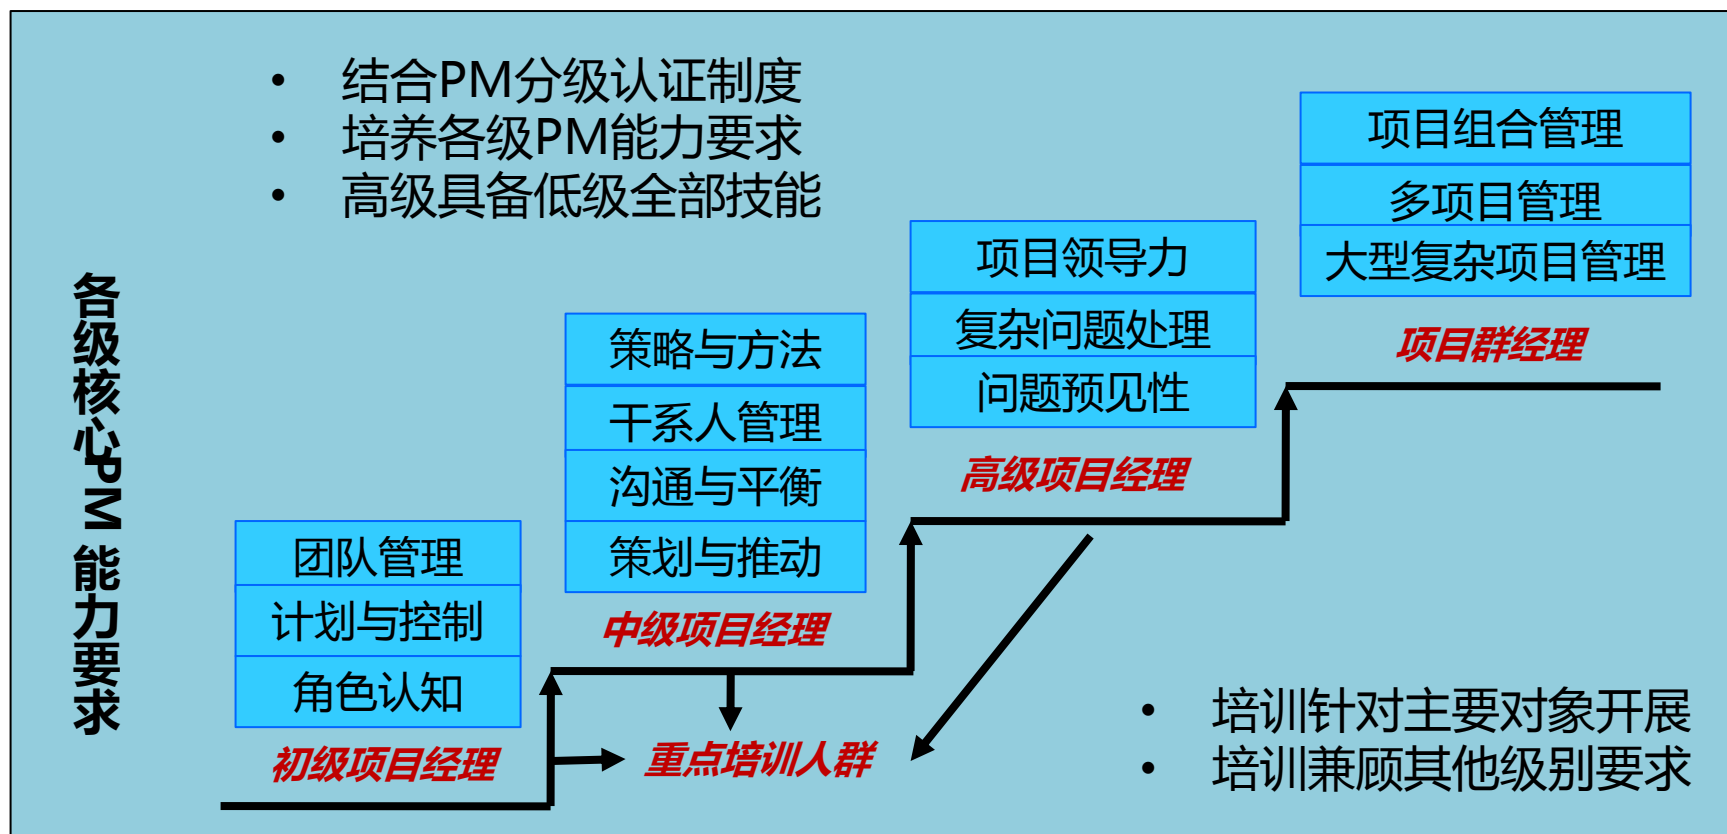 结合PM分级认证制度
培养各级PM能力要求
高级具备低级全部技能
各级核心PM 能力要求
团队管理
计划与控制
角色认知
初级项目经理
策略与方法
干系人管理
沟通与平衡
策划与推动
中级项目经理
项目领导力
复杂问题处理
问题预见性
高级项目经理
项目组合管理
多项目管理
大型复杂项目管理
项目群经理
重点培训人群
培训针对主要对象开展
培训兼顾其他级别要求